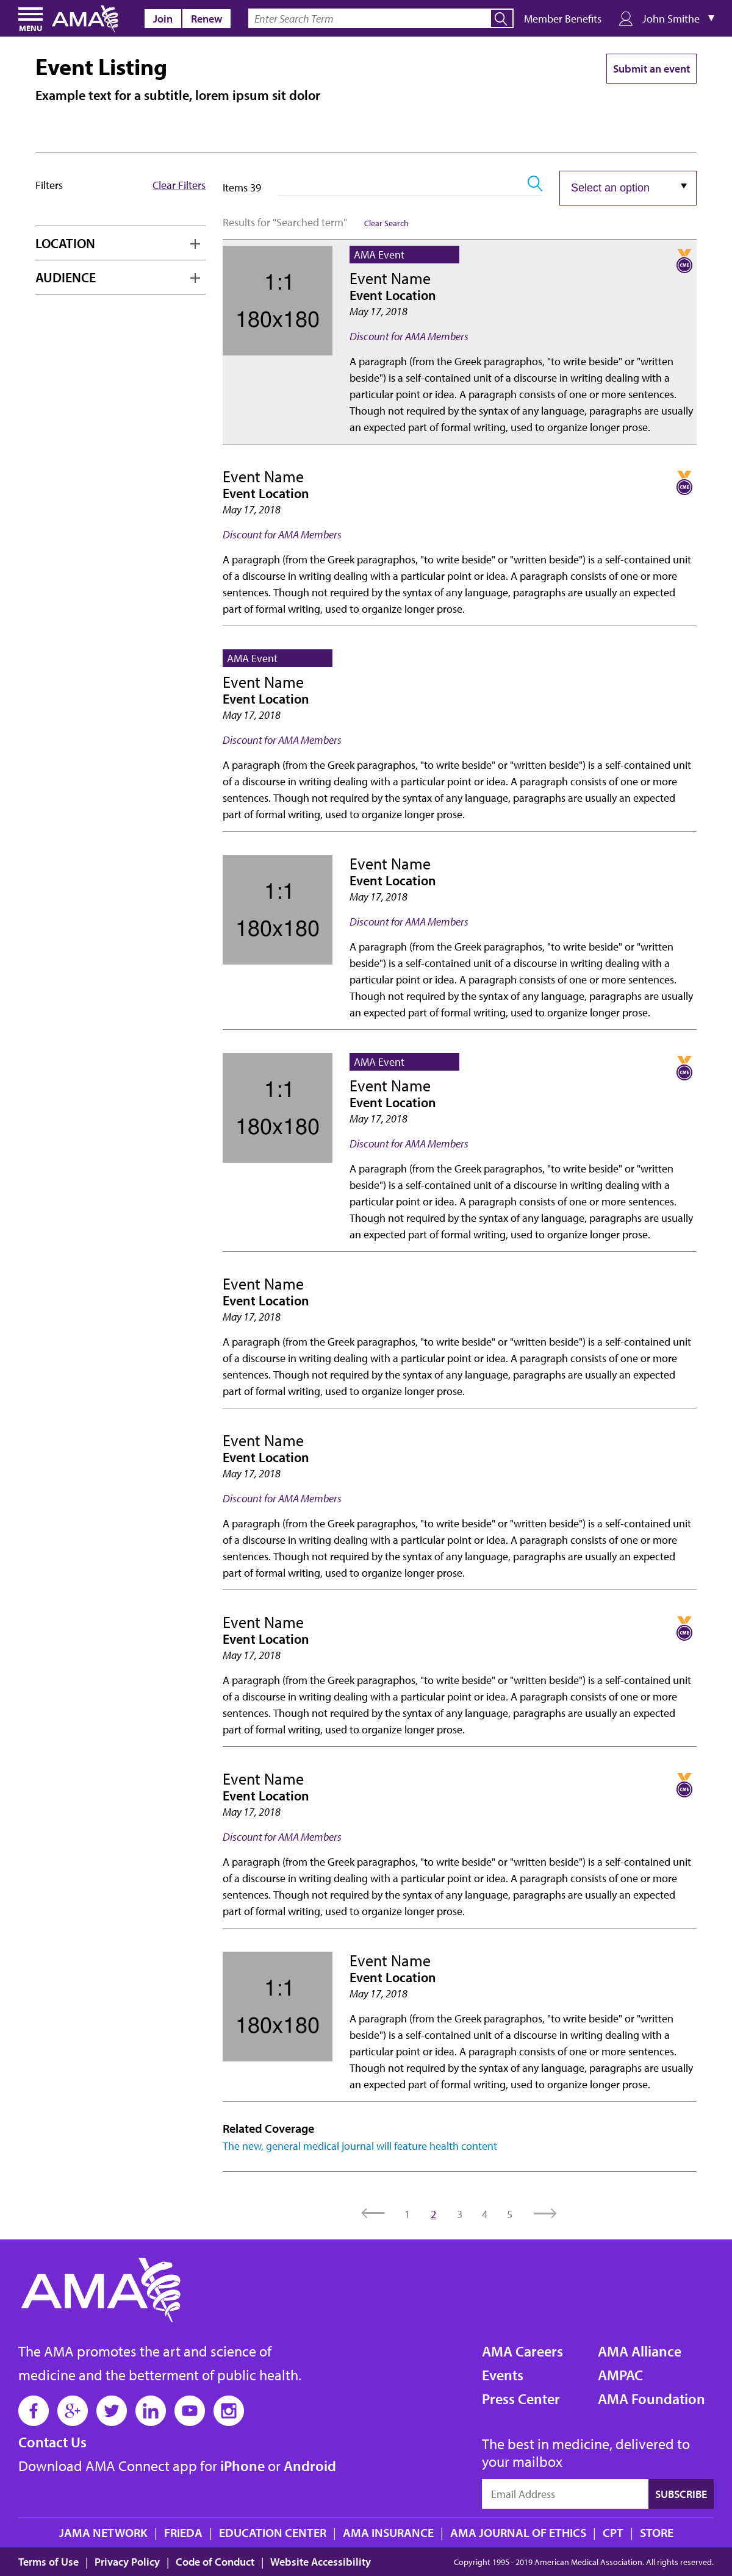 MENU
AMA
Join
Renew
Enter Search Term
Member Benefits
John Smithe
Event Listing
Submit an event
Example text for a subtitle, lorem ipsum sit dolor
Filters
Clear Filters
LOCATION
AUDIENCE
Items 39
Select an option
Results for "Searched term"
Clear Search
1:1
180x180
AMA Event
CME
Event Name
Event Location
May 17, 2018
Discount for AMA Members
A paragraph (from the Greek paragraphos, "to write beside" or "written
beside") is a self-contained unit of a discourse in writing dealing with a
particular point or idea. A paragraph consists of one or more sentences.
Though not required by the syntax of any language, paragraphs are usually
an expected part of formal writing, used to organize longer prose.
Event Name
CME
Event Location
May 17, 2018
Discount for AMA Members
A paragraph (from the Greek paragraphos, "to write beside" or "written beside") is a self-contained unit
of a discourse in writing dealing with a particular point or idea. A paragraph consists of one or more
sentences. Though not required by the syntax of any language, paragraphs are usually an expected
part of formal writing, used to organize longer prose.
AMA Event
Event Name
Event Location
May 17, 2018
Discount for AMA Members
A paragraph (from the Greek paragraphos, "to write beside" or "written beside") is a self-contained unit
of a discourse in writing dealing with a particular point or idea. A paragraph consists of one or more
sentences. Though not required by the syntax of any language, paragraphs are usually an expected
part of formal writing, used to organize longer prose.
1:1
180x180
Event Name
Event Location
May 17, 2018
Discount for AMA Members
A paragraph (from the Greek paragraphos, "to write beside" or "written
beside") is a self-contained unit of a discourse in writing dealing with a
particular point or idea. A paragraph consists of one or more sentences.
Though not required by the syntax of any language, paragraphs are usually
an expected part of formal writing, used to organize longer prose.
1:1
180x180
AMA Event
CME
Event Name
Event Location
May 17, 2018
Discount for AMA Members
A paragraph (from the Greek paragraphos, "to write beside" or "written
beside") is a self-contained unit of a discourse in writing dealing with a
particular point or idea. A paragraph consists of one or more sentences.
Though not required by the syntax of any language, paragraphs are usually
an expected part of formal writing, used to organize longer prose.
Event Name
Event Location
May 17, 2018
A paragraph (from the Greek paragraphos, "to write beside" or "written beside") is a self-contained unit
of a discourse in writing dealing with a particular point or idea. A paragraph consists of one or more
sentences. Though not required by the syntax of any language, paragraphs are usually an expected
part of formal writing, used to organize longer prose.
Event Name
Event Location
May 17, 2018
Discount for AMA Members
A paragraph (from the Greek paragraphos, "to write beside" or "written beside") is a self-contained unit
of a discourse in writing dealing with a particular point or idea. A paragraph consists of one or more
sentences. Though not required by the syntax of any language, paragraphs are usually an expected
part of formal writing, used to organize longer prose.
Event Name
CME
Event Location
May 17, 2018
A paragraph (from the Greek paragraphos, "to write beside" or "written beside") is a self-contained unit
of a discourse in writing dealing with a particular point or idea. A paragraph consists of one or more
sentences. Though not required by the syntax of any language, paragraphs are usually an expected
part of formal writing, used to organize longer prose.
Event Name
CME
Event Location
May 17, 2018
Discount for AMA Members
A paragraph (from the Greek paragraphos, "to write beside" or "written beside") is a self-contained unit
of a discourse in writing dealing with a particular point or idea. A paragraph consists of one or more
sentences. Though not required by the syntax of any language, paragraphs are usually an expected
part of formal writing, used to organize longer prose.
1:1
180x180
Event Name
Event Location
May 17, 2018
A paragraph (from the Greek paragraphos, "to write beside" or "written
beside") is a self-contained unit of a discourse in writing dealing with a
particular point or idea. A paragraph consists of one or more sentences.
Though not required by the syntax of any language, paragraphs are usually
an expected part of formal writing, used to organize longer prose.
Related Coverage
The new, general medical journal will feature health content
1 2 3 4 5
AMA
The AMA promotes the art and science of
medicine and the betterment of public health.
Contact Us
Download AMA Connect app for iPhone or Android
AMA Careers
Events
Press Center
AMA Alliance
AMPAC
AMA Foundation
The best in medicine, delivered to
your mailbox
Email Address
SUBSCRIBE
JAMA NETWORK | FRIEDA | EDUCATION CENTER | AMA INSURANCE | AMA JOURNAL OF ETHICS | CPT | STORE
Terms of Use | Privacy Policy | Code of Conduct | Website Accessibility
Copyright 1995 - 2019 American Medical Association. All rights reserved.